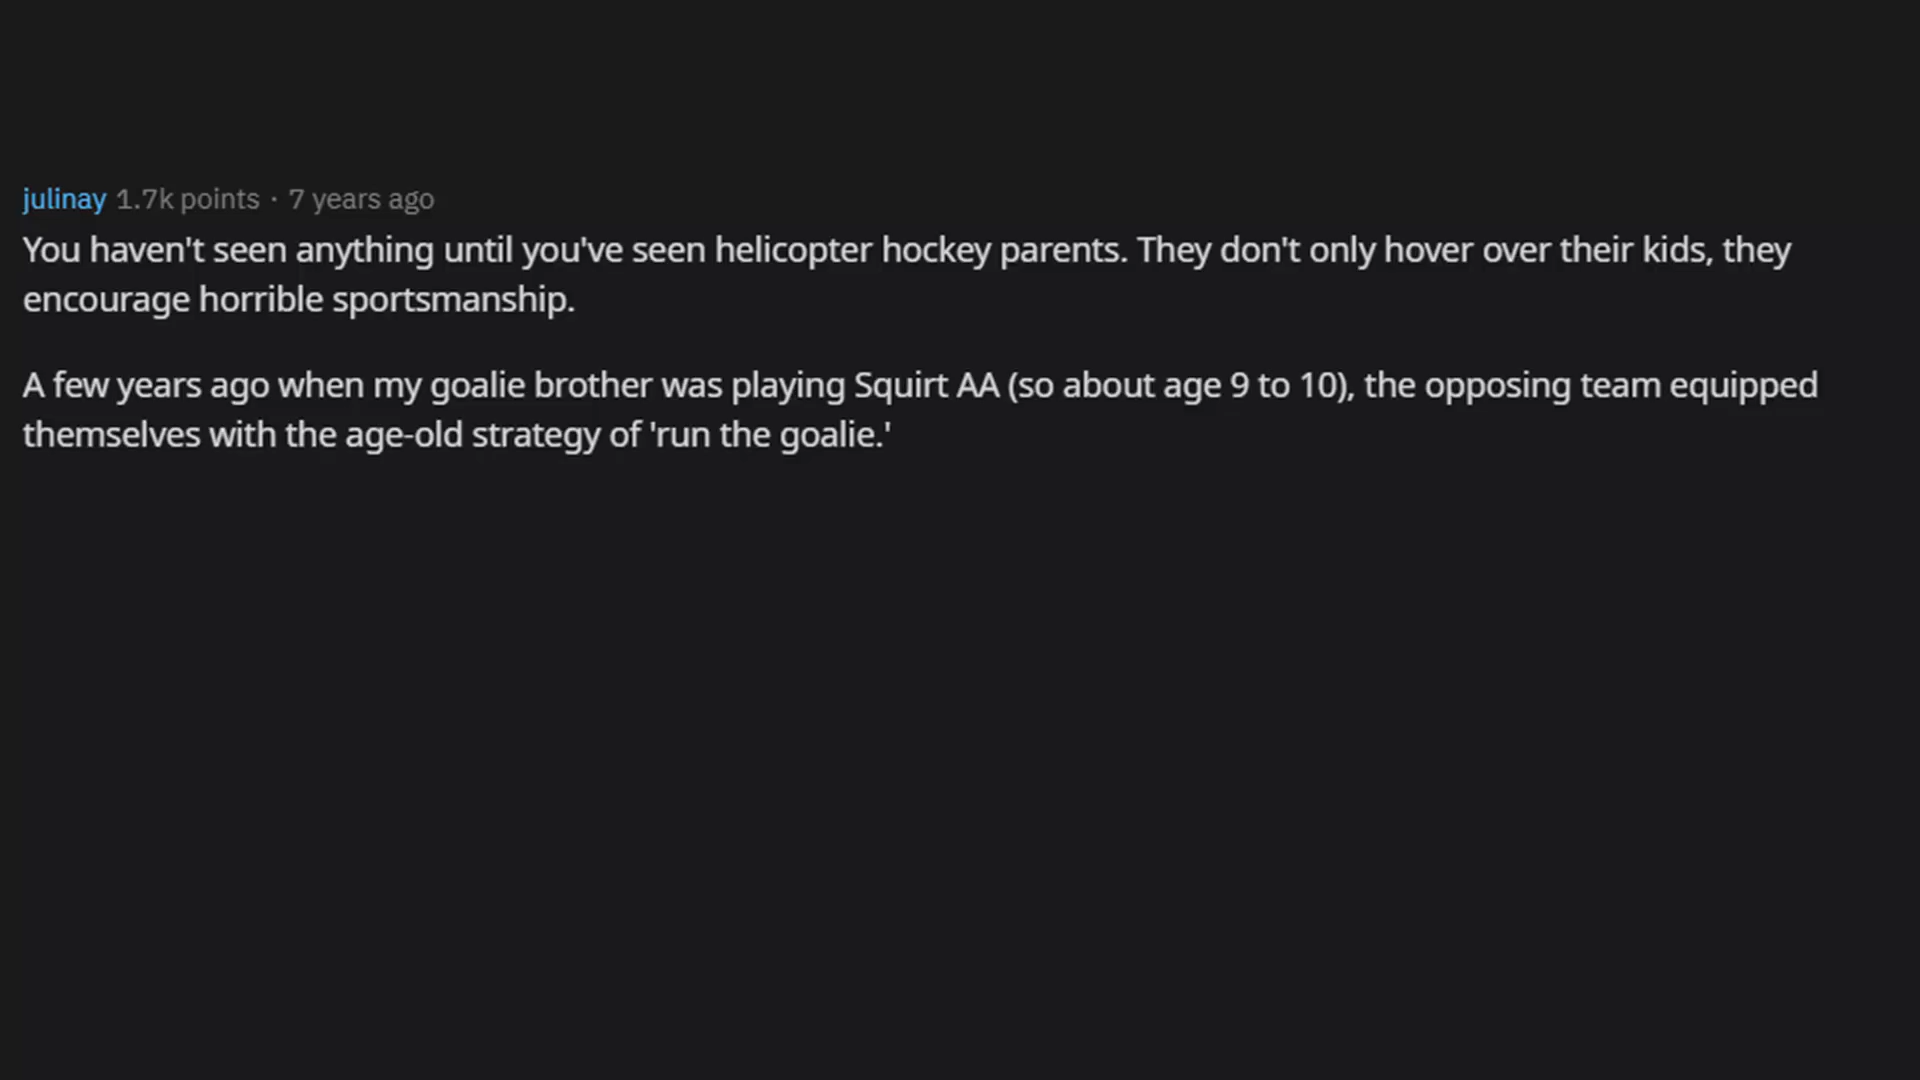 julinay 1.7k points · 7 years ago
You haven't seen anything until you've seen helicopter hockey parents. They don't only hover over their kids, they
encourage horrible sportsmanship.
A few years ago when my goalie brother was playing Squirt AA (so about age 9 to 10), the opposing team equipped
themselves with the age-old strategy of 'run the goalie.'